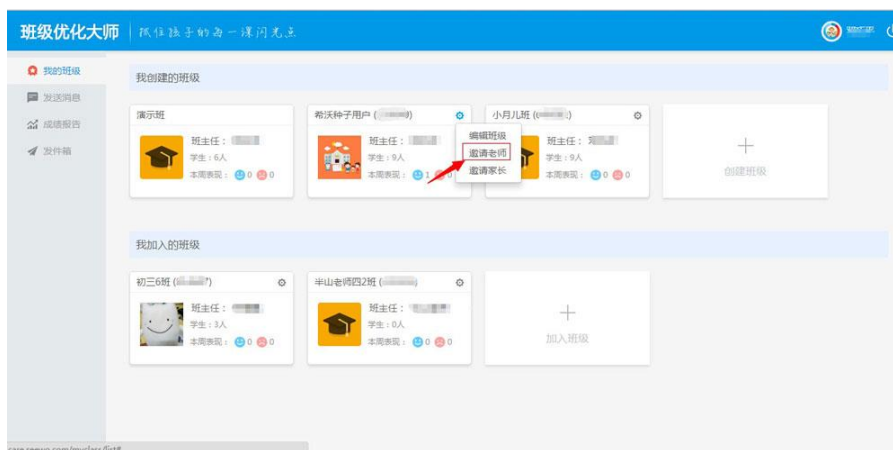 班级优化大师
抓住孩子的每一课闪光点
我的班级
发送消息
成绩报告
发件箱
我创建的班级
演示班
班主任：
学生：6人
本周表现： 0 0
希沃种子用户 (
班主任：
学生：9人
本周表现： 1
编辑班级
邀请老师
邀请家长
小月儿班 (
班主任：
学生：9人
本周表现： 0 0
创建班级
我加入的班级
初三6班 (
班主任：
学生：3人
本周表现： 0 0
半山老师四2班 (
班主任：
学生：0人
本周表现： 0 0
加入班级